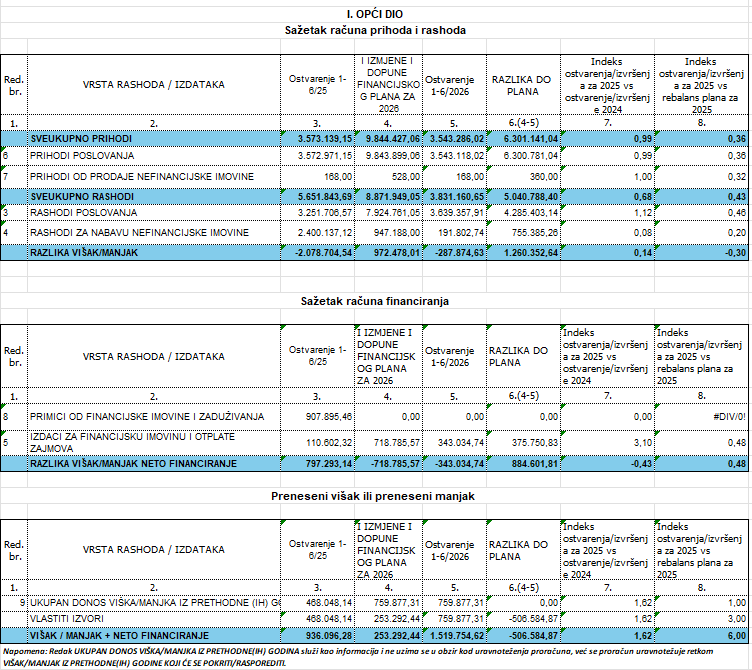 I. OPĆI DIO
Sažetak računa prihoda i rashoda
Red. br. VRSTA RASHODA / IZDATAKA Ostvarenje 1-6/25 I IZMJENE I DOPUNE FINANCIJSKOG PLANA ZA 2026 Ostvarenje 1-6/2026 RAZLIKA DO PLANA Indeks ostvarenja/izvršenja za 2025 vs ostvarenje/izvršenje 2024 Indeks ostvarenja/izvršenja za 2025 vs rebalans plana za 2025
1. 2. 3. 4. 5. 6.(4-5) 7. 8.
SVEUKUPNO PRIHODI 3.573.139,15 9.844.427,06 3.543.286,02 6.301.141,04 0,99 0,36
6 PRIHODI POSLOVANJA 3.572.971,15 9.843.899,06 3.543.118,02 6.300.781,04 0,99 0,36
7 PRIHODI OD PRODAJE NEFINANCIJSKE IMOVINE 168,00 528,00 168,00 360,00 1,00 0,32
SVEUKUPNO RASHODI 5.651.843,69 8.871.949,05 3.831.160,65 5.040.788,40 0,68 0,43
3 RASHODI POSLOVANJA 3.251.706,57 7.924.761,05 3.639.357,91 4.285.403,14 1,12 0,46
4 RASHODI ZA NABAVU NEFINANCIJSKE IMOVINE 2.400.137,12 947.188,00 191.802,74 755.385,26 0,08 0,20
RAZLIKA VIŠAK/MANJAK -2.078.704,54 972.478,01 -287.874,63 1.260.352,64 0,14 -0,30
Sažetak računa financiranja
Red. br. VRSTA RASHODA / IZDATAKA Ostvarenje 1-6/25 I IZMJENE I DOPUNE FINANCIJSKOG PLANA ZA 2026 Ostvarenje 1-6/2026 RAZLIKA DO PLANA Indeks ostvarenja/izvršenja za 2025 vs ostvarenje/izvršenje 2024 Indeks ostvarenja/izvršenja za 2025 vs rebalans plana za 2025
1. 2. 3. 4. 5. 6.(4-5) 7. 8.
8 PRIMICI OD FINANCIJSKE IMOVINE I ZADUŽIVANJA 907.895,46 0,00 0,00 0,00 0,00 #DIV/0!
5 IZDACI ZA FINANCIJSKU IMOVINU I OTPLATE ZAJMOVA 110.602,32 718.785,57 343.034,74 375.750,83 3,10 0,48
RAZLIKA VIŠAK/MANJAK NETO FINANCIRANJE 797.293,14 -718.785,57 -343.034,74 884.601,81 -0,43 0,48
Preneseni višak ili preneseni manjak
Red. br. VRSTA RASHODA / IZDATAKA Ostvarenje 1-6/25 I IZMJENE I DOPUNE FINANCIJSKOG PLANA ZA 2026 Ostvarenje 1-6/2026 RAZLIKA DO PLANA Indeks ostvarenja/izvršenja za 2025 vs ostvarenje/izvršenje 2024 Indeks ostvarenja/izvršenja za 2025 vs rebalans plana za 2025
1. 2. 3. 4. 5. 6.(4-5) 7. 8.
9 UKUPAN DONOS VIŠKA/MANJKA IZ PRETHODNE (IH) GO 468.048,14 759.877,31 759.877,31 0,00 1,62 1,00
VLASTITI IZVORI 468.048,14 253.292,44 759.877,31 -506.584,87 1,62 3,00
VIŠAK / MANJAK + NETO FINANCIRANJE 936.096,28 253.292,44 1.519.754,62 -506.584,87 1,62 6,00
Napomena: Redak UKUPAN DONOS VIŠKA/MANJKA IZ PRETHODNE(IH) GODINA služi kao informacija i ne uzima se u obzir kod uravnoteženja proračuna, već se proračun uravnotežuje retkom
VIŠAK/MANJAK IZ PRETHODNE(IH) GODINE KOJI ĆE SE POKRITI/RASPOREDITI.